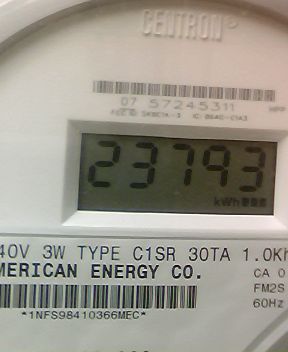 CENTRON
07 57245311
23793
kWh
40V 3W TYPE C1SR 30TA 1.0Kh
MERICAN ENERGY CO.
CA 0
FM2S
60Hz
*1NFS98410366MEC*